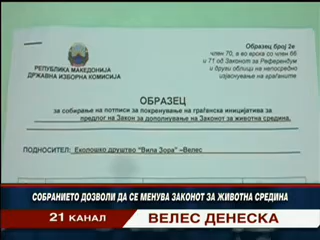 Образец број 2е
член 70, а во врска со член 66
и 71 од Законот за Референдум
и други облици на непосредно
изјаснување на граѓаните
РЕПУБЛИКА МАКЕДОНИЈА
ДРЖАВНА ИЗБОРНА КОМИСИЈА
ОБРАЗЕЦ
за собирање на потписи за покренување на граѓанска иницијатива за
предлог на Закон за дополнување на Законот за животна средина.
ПОДНОСИТЕЛ: Еколошко друштво "Вила Зора" –Велес
СОБРАНИЕТО ДОЗВОЛИ ДА СЕ МЕНУВА ЗАКОНОТ ЗА ЖИВОТНА СРЕДИНА
21 КАНАЛ ВЕЛЕС ДЕНЕСКА